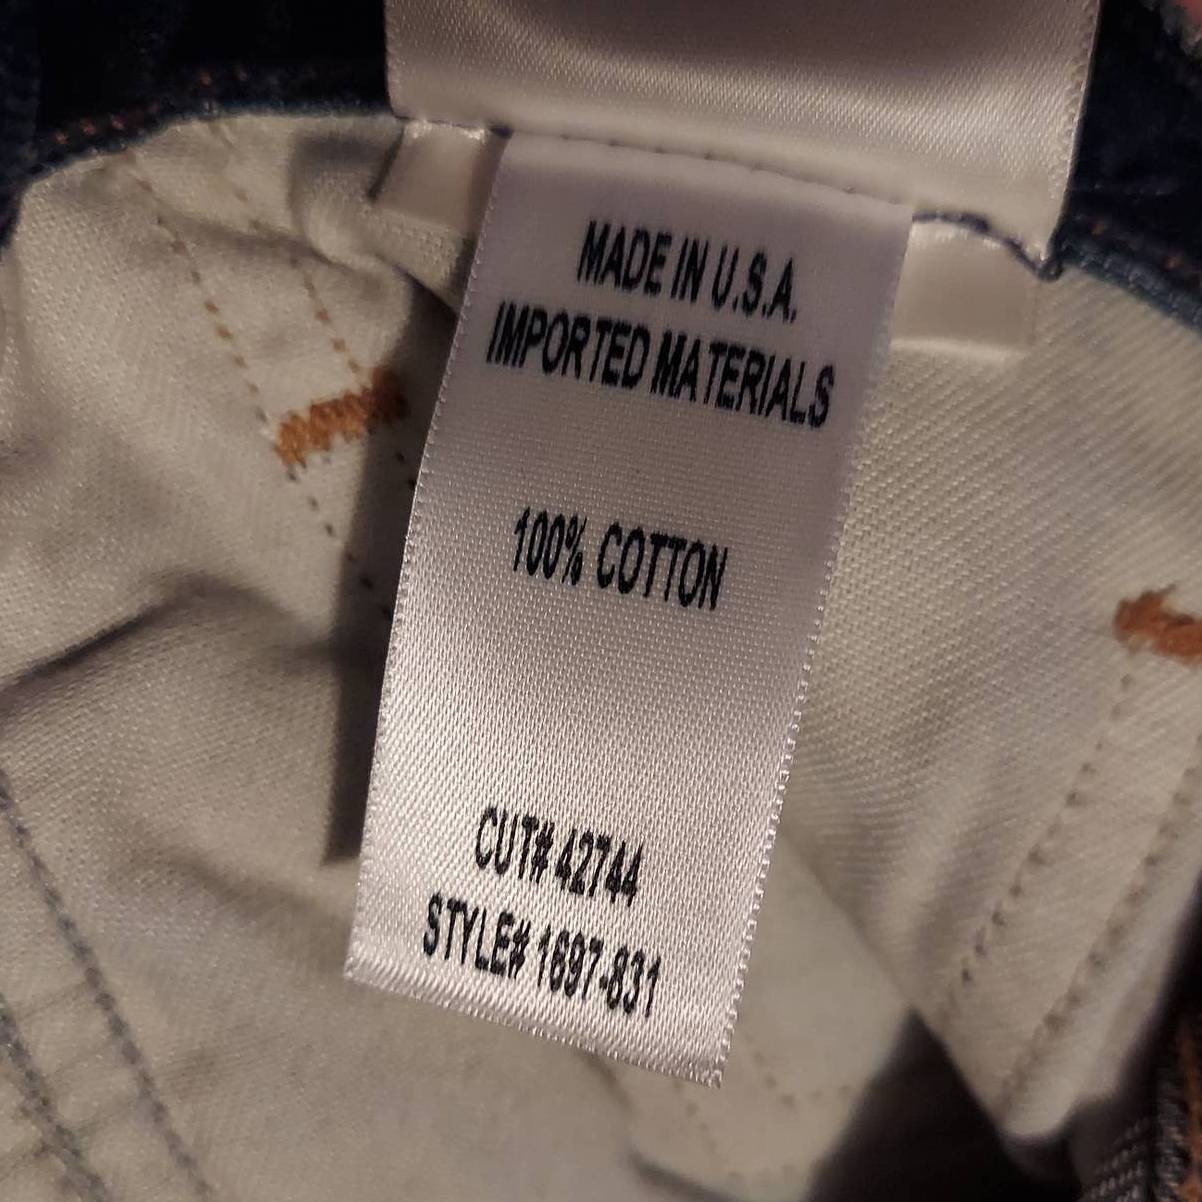 MADE IN U.S.A.
IMPORTED MATERIALS
100% COTTON
CUT# 42744
STYLE# 1697-831